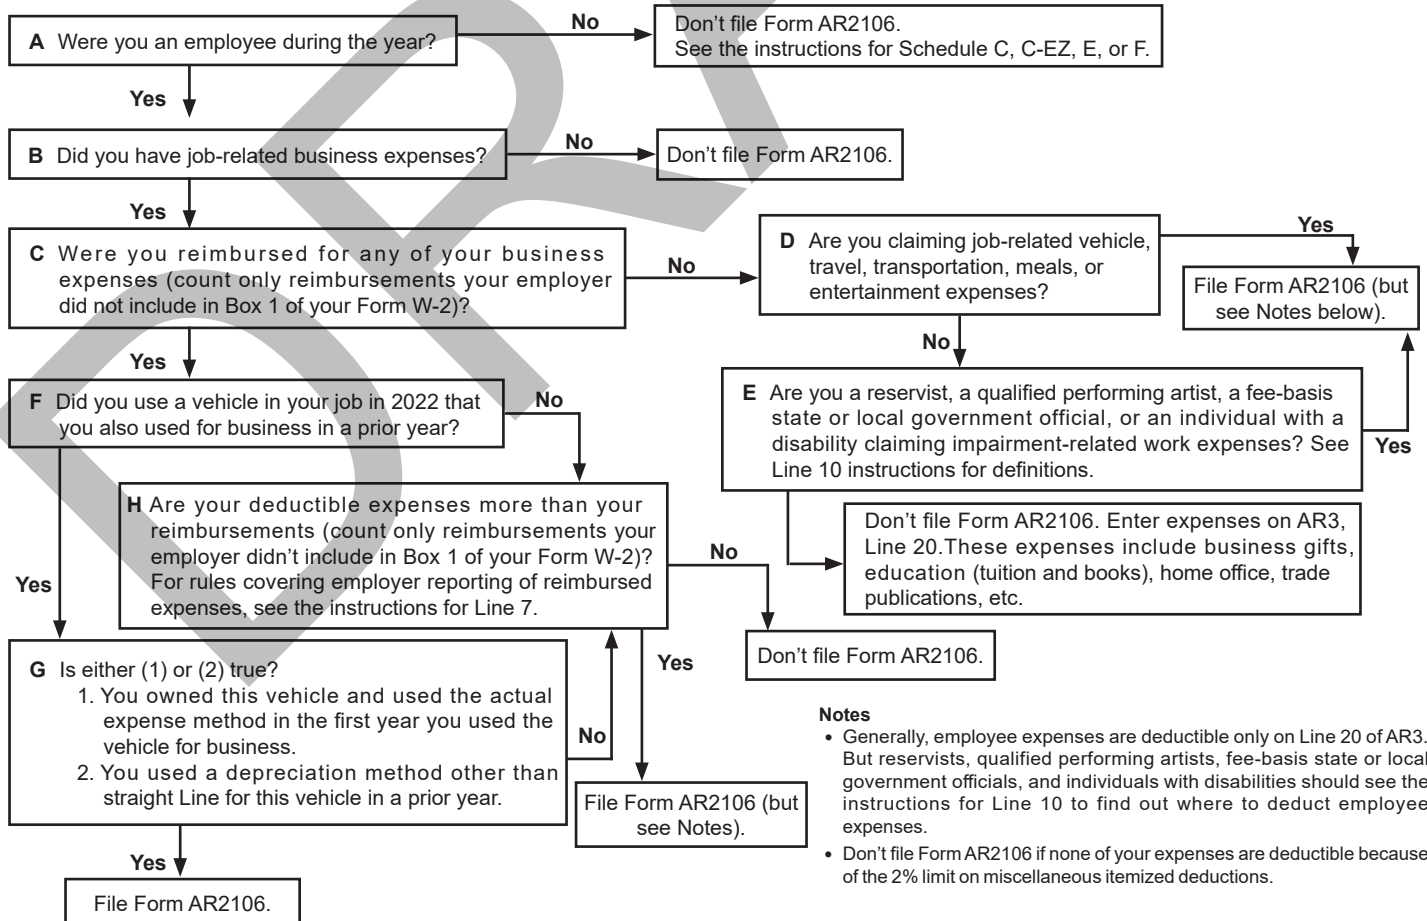 A Were you an employee during the year?
No
Don't file Form AR2106.
See the instructions for Schedule C, C-EZ, E, or F.
Yes
B Did you have job-related business expenses?
No
Don't file Form AR2106.
Yes
C Were you reimbursed for any of your business
expenses (count only reimbursements your employer
did not include in Box 1 of your Form W-2)?
No
D Are you claiming job-related vehicle,
travel, transportation, meals, or
entertainment expenses?
Yes
File Form AR2106 (but
see Notes below).
No
Yes
E Are you a reservist, a qualified performing artist, a fee-basis
state or local government official, or an individual with a
disability claiming impairment-related work expenses? See
Line 10 instructions for definitions.
Yes
F Did you use a vehicle in your job in 2022 that
you also used for business in a prior year?
No
Don't file Form AR2106. Enter expenses on AR3,
Line 20.These expenses include business gifts,
education (tuition and books), home office, trade
publications, etc.
H Are your deductible expenses more than your
reimbursements (count only reimbursements your
employer didn't include in Box 1 of your Form W-2)?
For rules covering employer reporting of reimbursed
expenses, see the instructions for Line 7.
No
Don't file Form AR2106.
Yes
G Is either (1) or (2) true?
1. You owned this vehicle and used the actual
expense method in the first year you used the
vehicle for business.
2. You used a depreciation method other than
straight Line for this vehicle in a prior year.
No
Yes
File Form AR2106 (but
see Notes).
Yes
File Form AR2106.
Notes
• Generally, employee expenses are deductible only on Line 20 of AR3.
But reservists, qualified performing artists, fee-basis state or local
government officials, and individuals with disabilities should see the
instructions for Line 10 to find out where to deduct employee
expenses.
• Don't file Form AR2106 if none of your expenses are deductible because
of the 2% limit on miscellaneous itemized deductions.